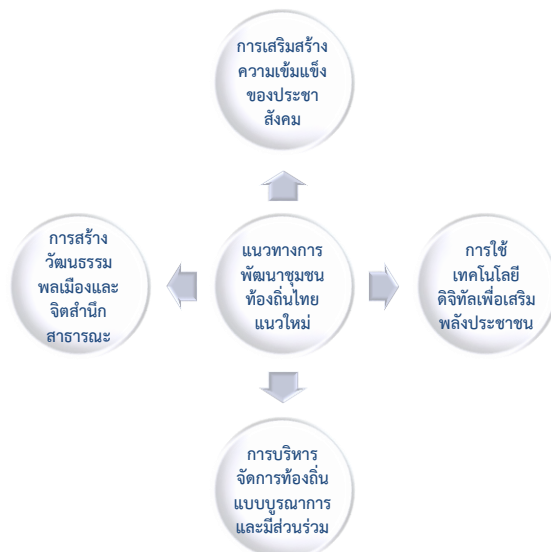 การเสริมสร้าง
ความเข้มแข็ง
ของประชา
สังคม
การสร้าง
วัฒนธรรม
พลเมืองและ
จิตสำนึก
สาธารณะ
แนวทางการ
พัฒนาชุมชน
ท้องถิ่นไทย
แนวใหม่
การใช้
เทคโนโลยี
ดิจิทัลเพื่อเสริม
พลังประชาชน
การบริหาร
จัดการท้องถิ่น
แบบบูรณาการ
และมีส่วนร่วม